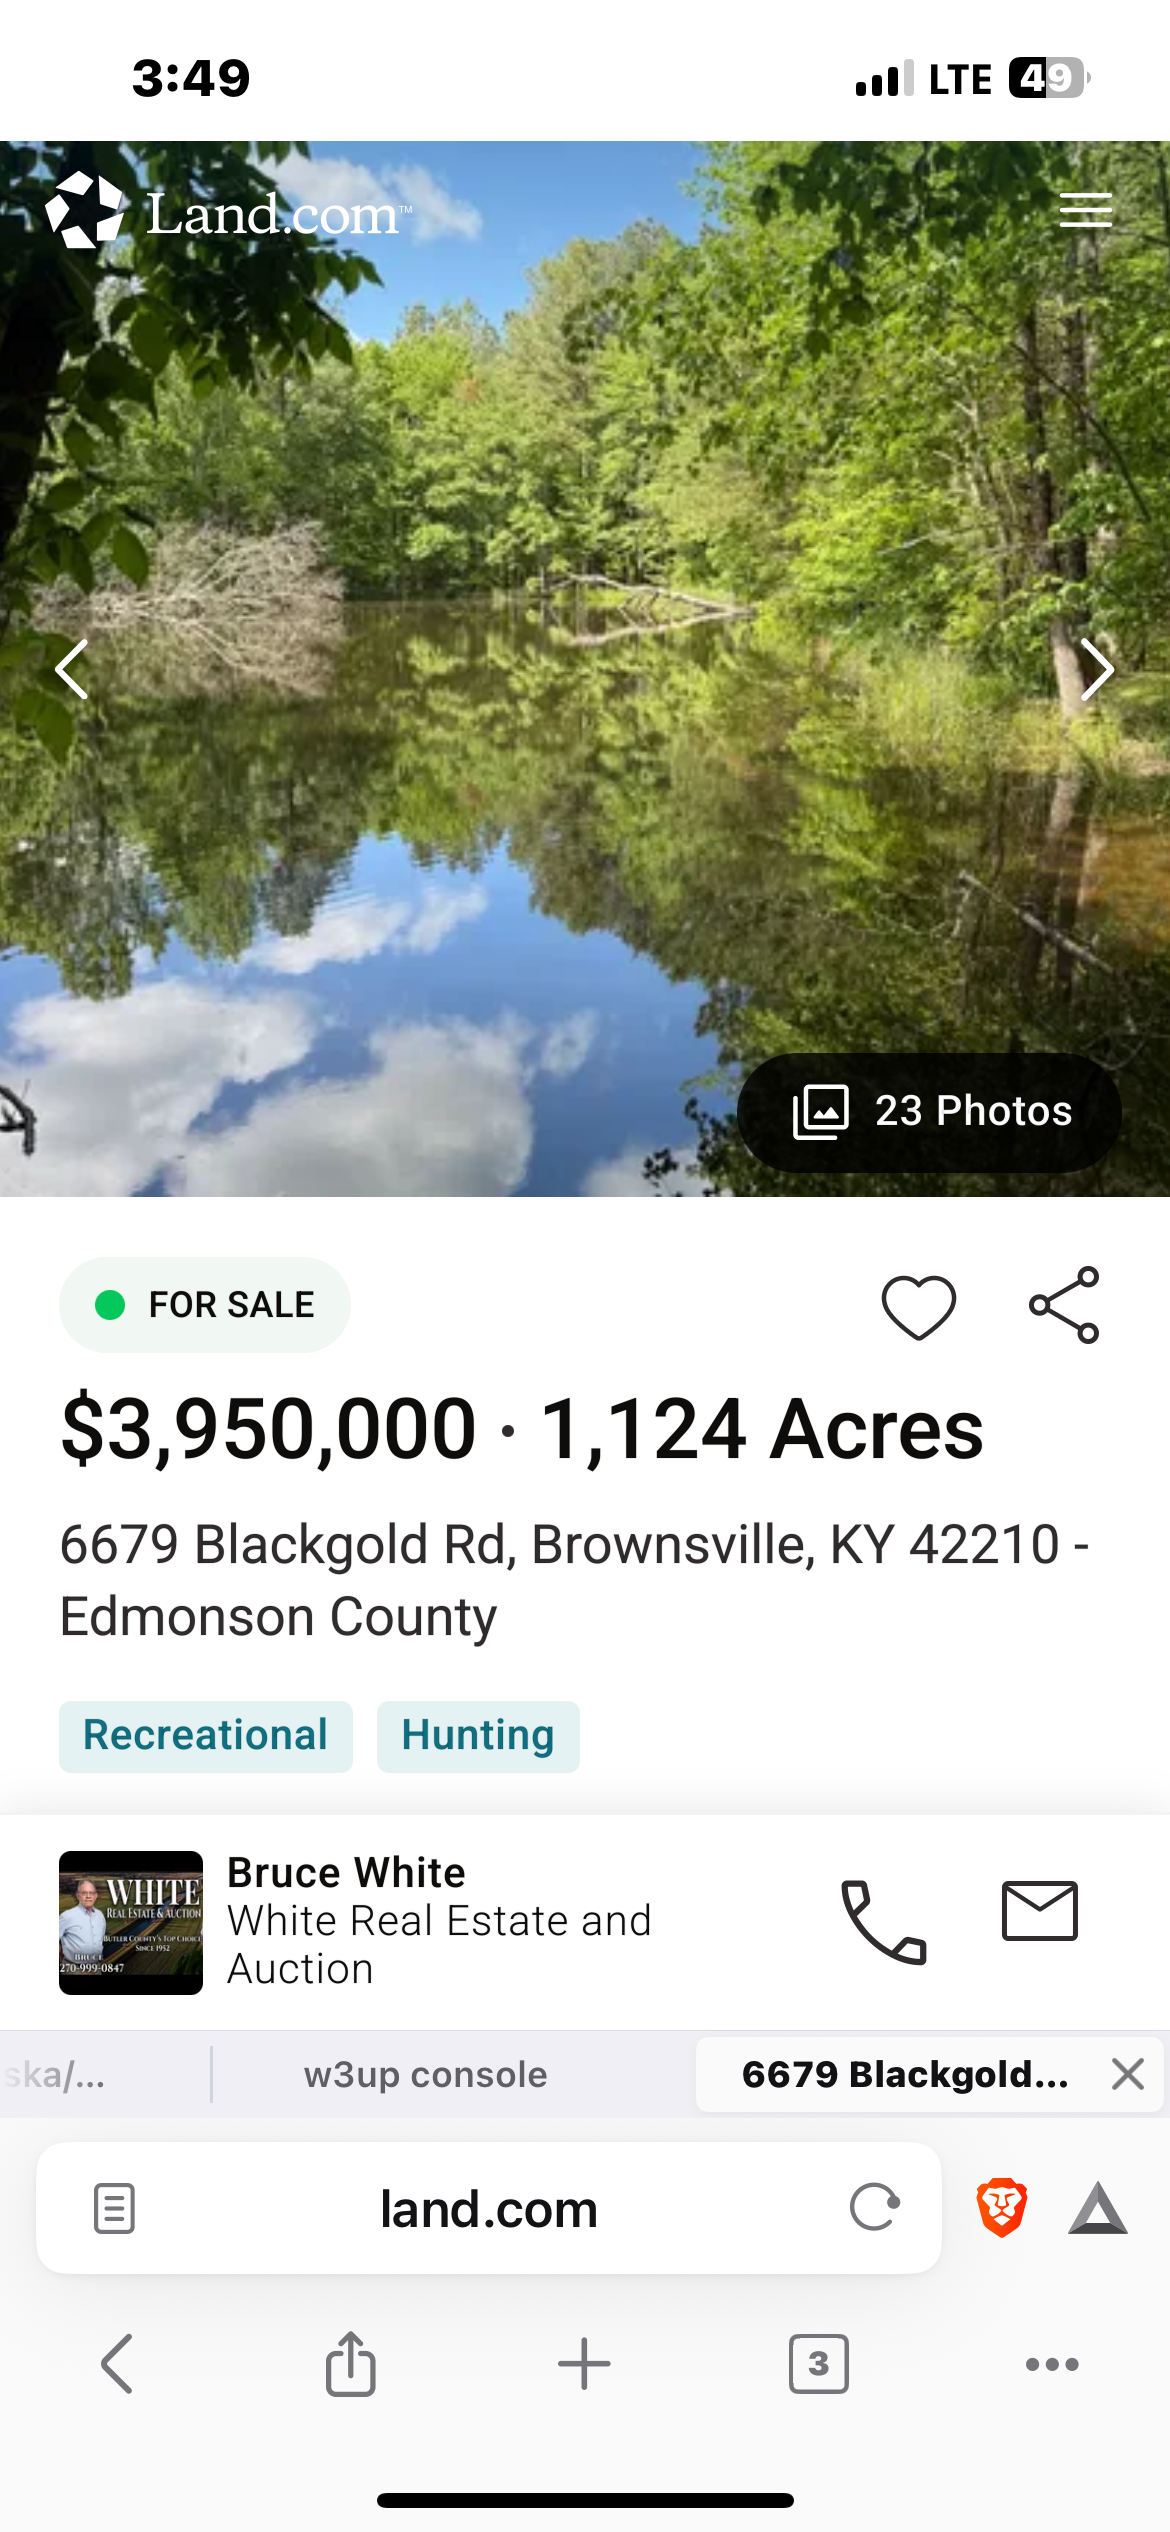 3:49
LTE 49
Land.com™
23 Photos
FOR SALE
$3,950,000 · 1,124 Acres
6679 Blackgold Rd, Brownsville, KY 42210 -
Edmonson County
Recreational Hunting
Bruce White
White Real Estate and
Auction
WHITE
REAL ESTATE & AUCTION
BUTLER COUNTY'S TOP CHOICE
SINCE 1952
BRUCE
270-999-0847
ska/... w3up console 6679 Blackgold...
land.com
3